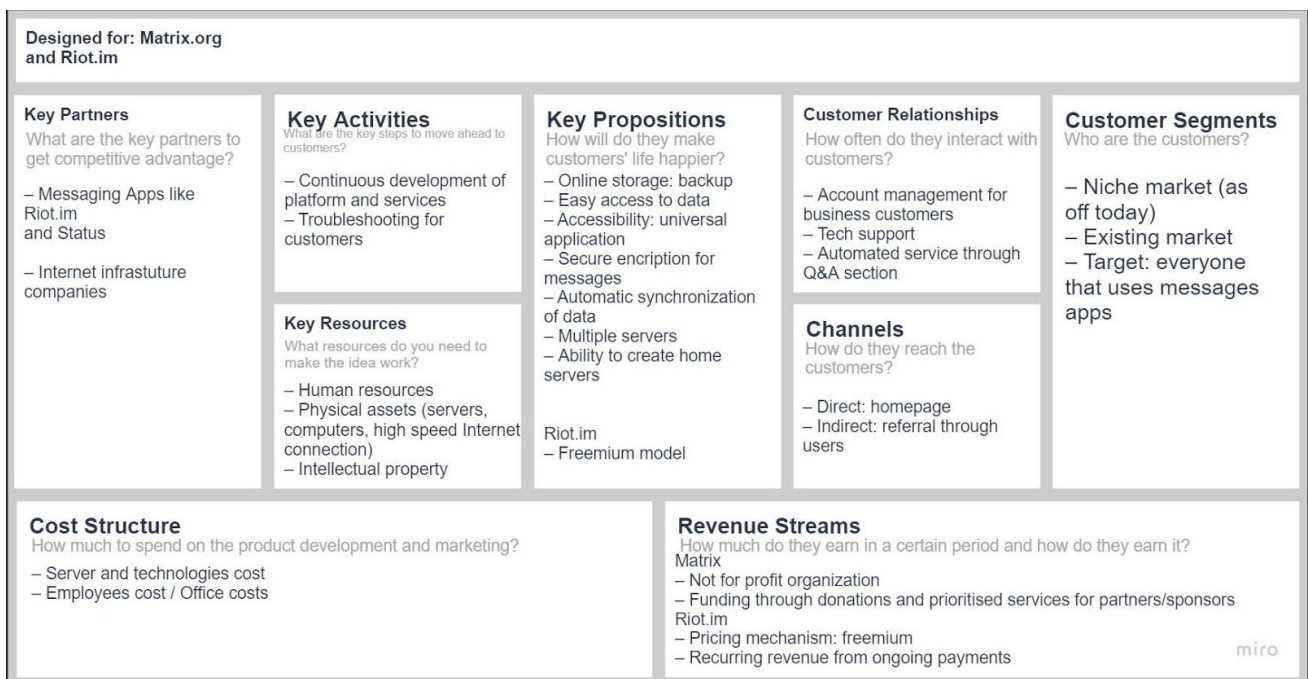 Designed for: Matrix.org
and Riot.im
Key Partners
What are the key partners to
get competitive advantage?
– Messaging Apps like
Riot.im
and Status
– Internet infrastuture
companies
Key Activities
What are the key steps to move ahead to
customers?
– Continuous development of
platform and services
– Troubleshooting for
customers
Key Resources
What resources do you need to
make the idea work?
– Human resources
– Physical assets (servers,
computers, high speed Internet
connection)
– Intellectual property
Key Propositions
How will do they make
customers' life happier?
– Online storage: backup
– Easy access to data
– Accessibility: universal
application
– Secure encription for
messages
– Automatic synchronization
of data
– Multiple servers
– Ability to create home
servers
Riot.im
– Freemium model
Customer Relationships
How often do they interact with
customers?
– Account management for
business customers
– Tech support
– Automated service through
Q&A section
Channels
How do they reach the
customers?
– Direct: homepage
– Indirect: referral through
users
Customer Segments
Who are the customers?
– Niche market (as
off today)
– Existing market
– Target: everyone
that uses messages
apps
Cost Structure
How much to spend on the product development and marketing?
– Server and technologies cost
– Employees cost / Office costs
Revenue Streams
How much do they earn in a certain period and how do they earn it?
Matrix
– Not for profit organization
– Funding through donations and prioritised services for partners/sponsors
Riot.im
– Pricing mechanism: freemium
– Recurring revenue from ongoing payments
miro